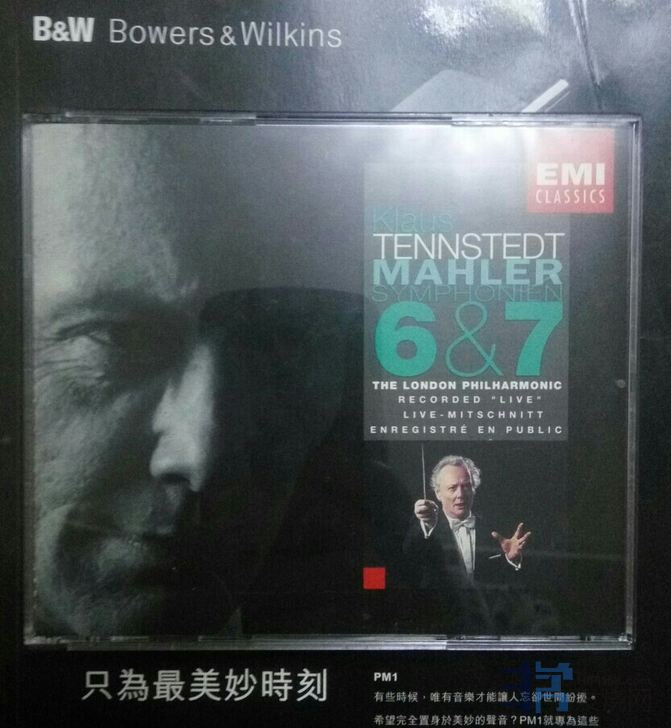 B&W Bowers & Wilkins
EMI
CLASSICS
Klaus
TENNSTEDT
MAHLER
SYMPHONIEN
6&7
THE LONDON PHILHARMONIC
RECORDED "LIVE"
LIVE-MITSCHNITT
ENREGISTRÉ EN PUBLIC
只為最美妙時刻
PM1
有些時候，唯有音樂才能讓人忘卻世間紛擾。
希望完全置身於美妙的聲音？PM1就專為這些